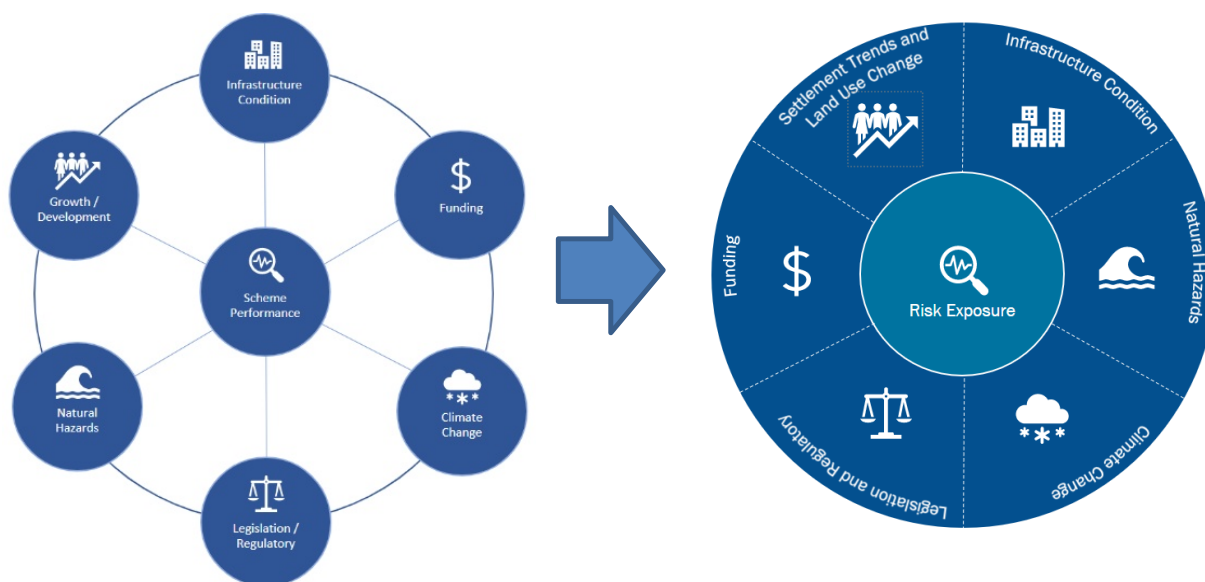 Infrastructure
Condition
Growth /
Development
$
Funding
Scheme
Performance
Natural
Hazards
Climate
Change
Legislation /
Regulatory
Settlement Trends and
Land Use Change
Infrastructure Condition
Funding
$
Natural Hazards
Risk Exposure
Legislation and Regulatory
Climate Change